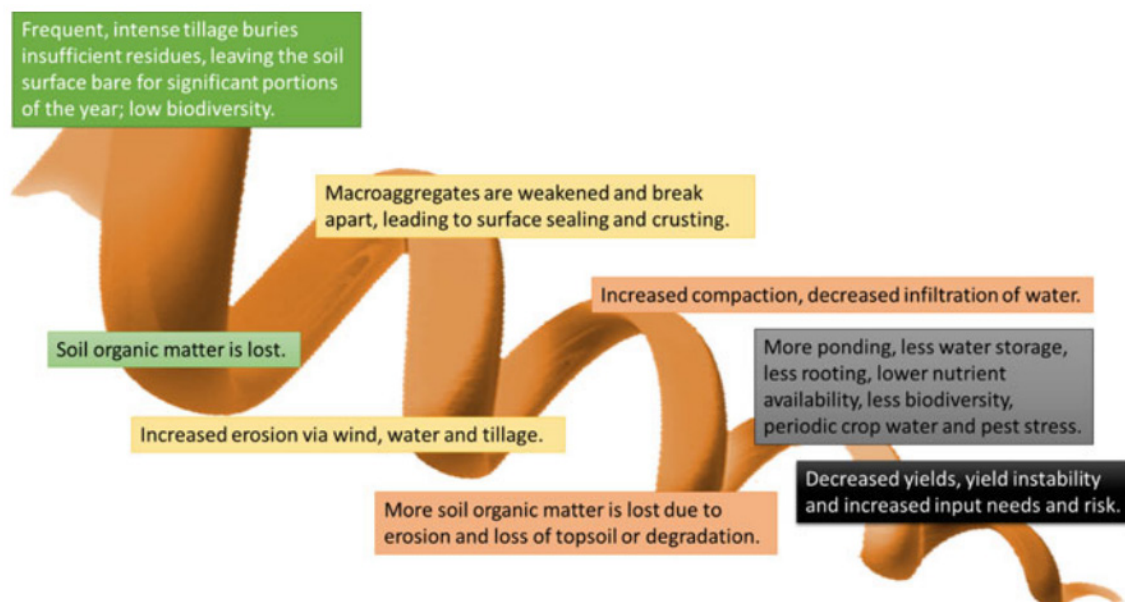 Frequent, intense tillage buries
insufficient residues, leaving the soil
surface bare for significant portions
of the year; low biodiversity.
Macroaggregates are weakened and break
apart, leading to surface sealing and crusting.
Increased compaction, decreased infiltration of water.
Soil organic matter is lost.
More ponding, less water storage,
less rooting, lower nutrient
availability, less biodiversity,
periodic crop water and pest stress.
Increased erosion via wind, water and tillage.
Decreased yields, yield instability
and increased input needs and risk.
More soil organic matter is lost due to
erosion and loss of topsoil or degradation.